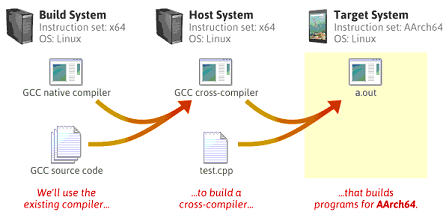 Build System
Instruction set: x64
OS: Linux
Host System
Instruction set: x64
OS: Linux
Target System
Instruction set: AArch64
OS: Linux
GCC native compiler
GCC cross-compiler
a.out
GCC source code
test.cpp
We'll use the
existing compiler...
...to build a
cross-compiler...
...that builds
programs for AArch64.